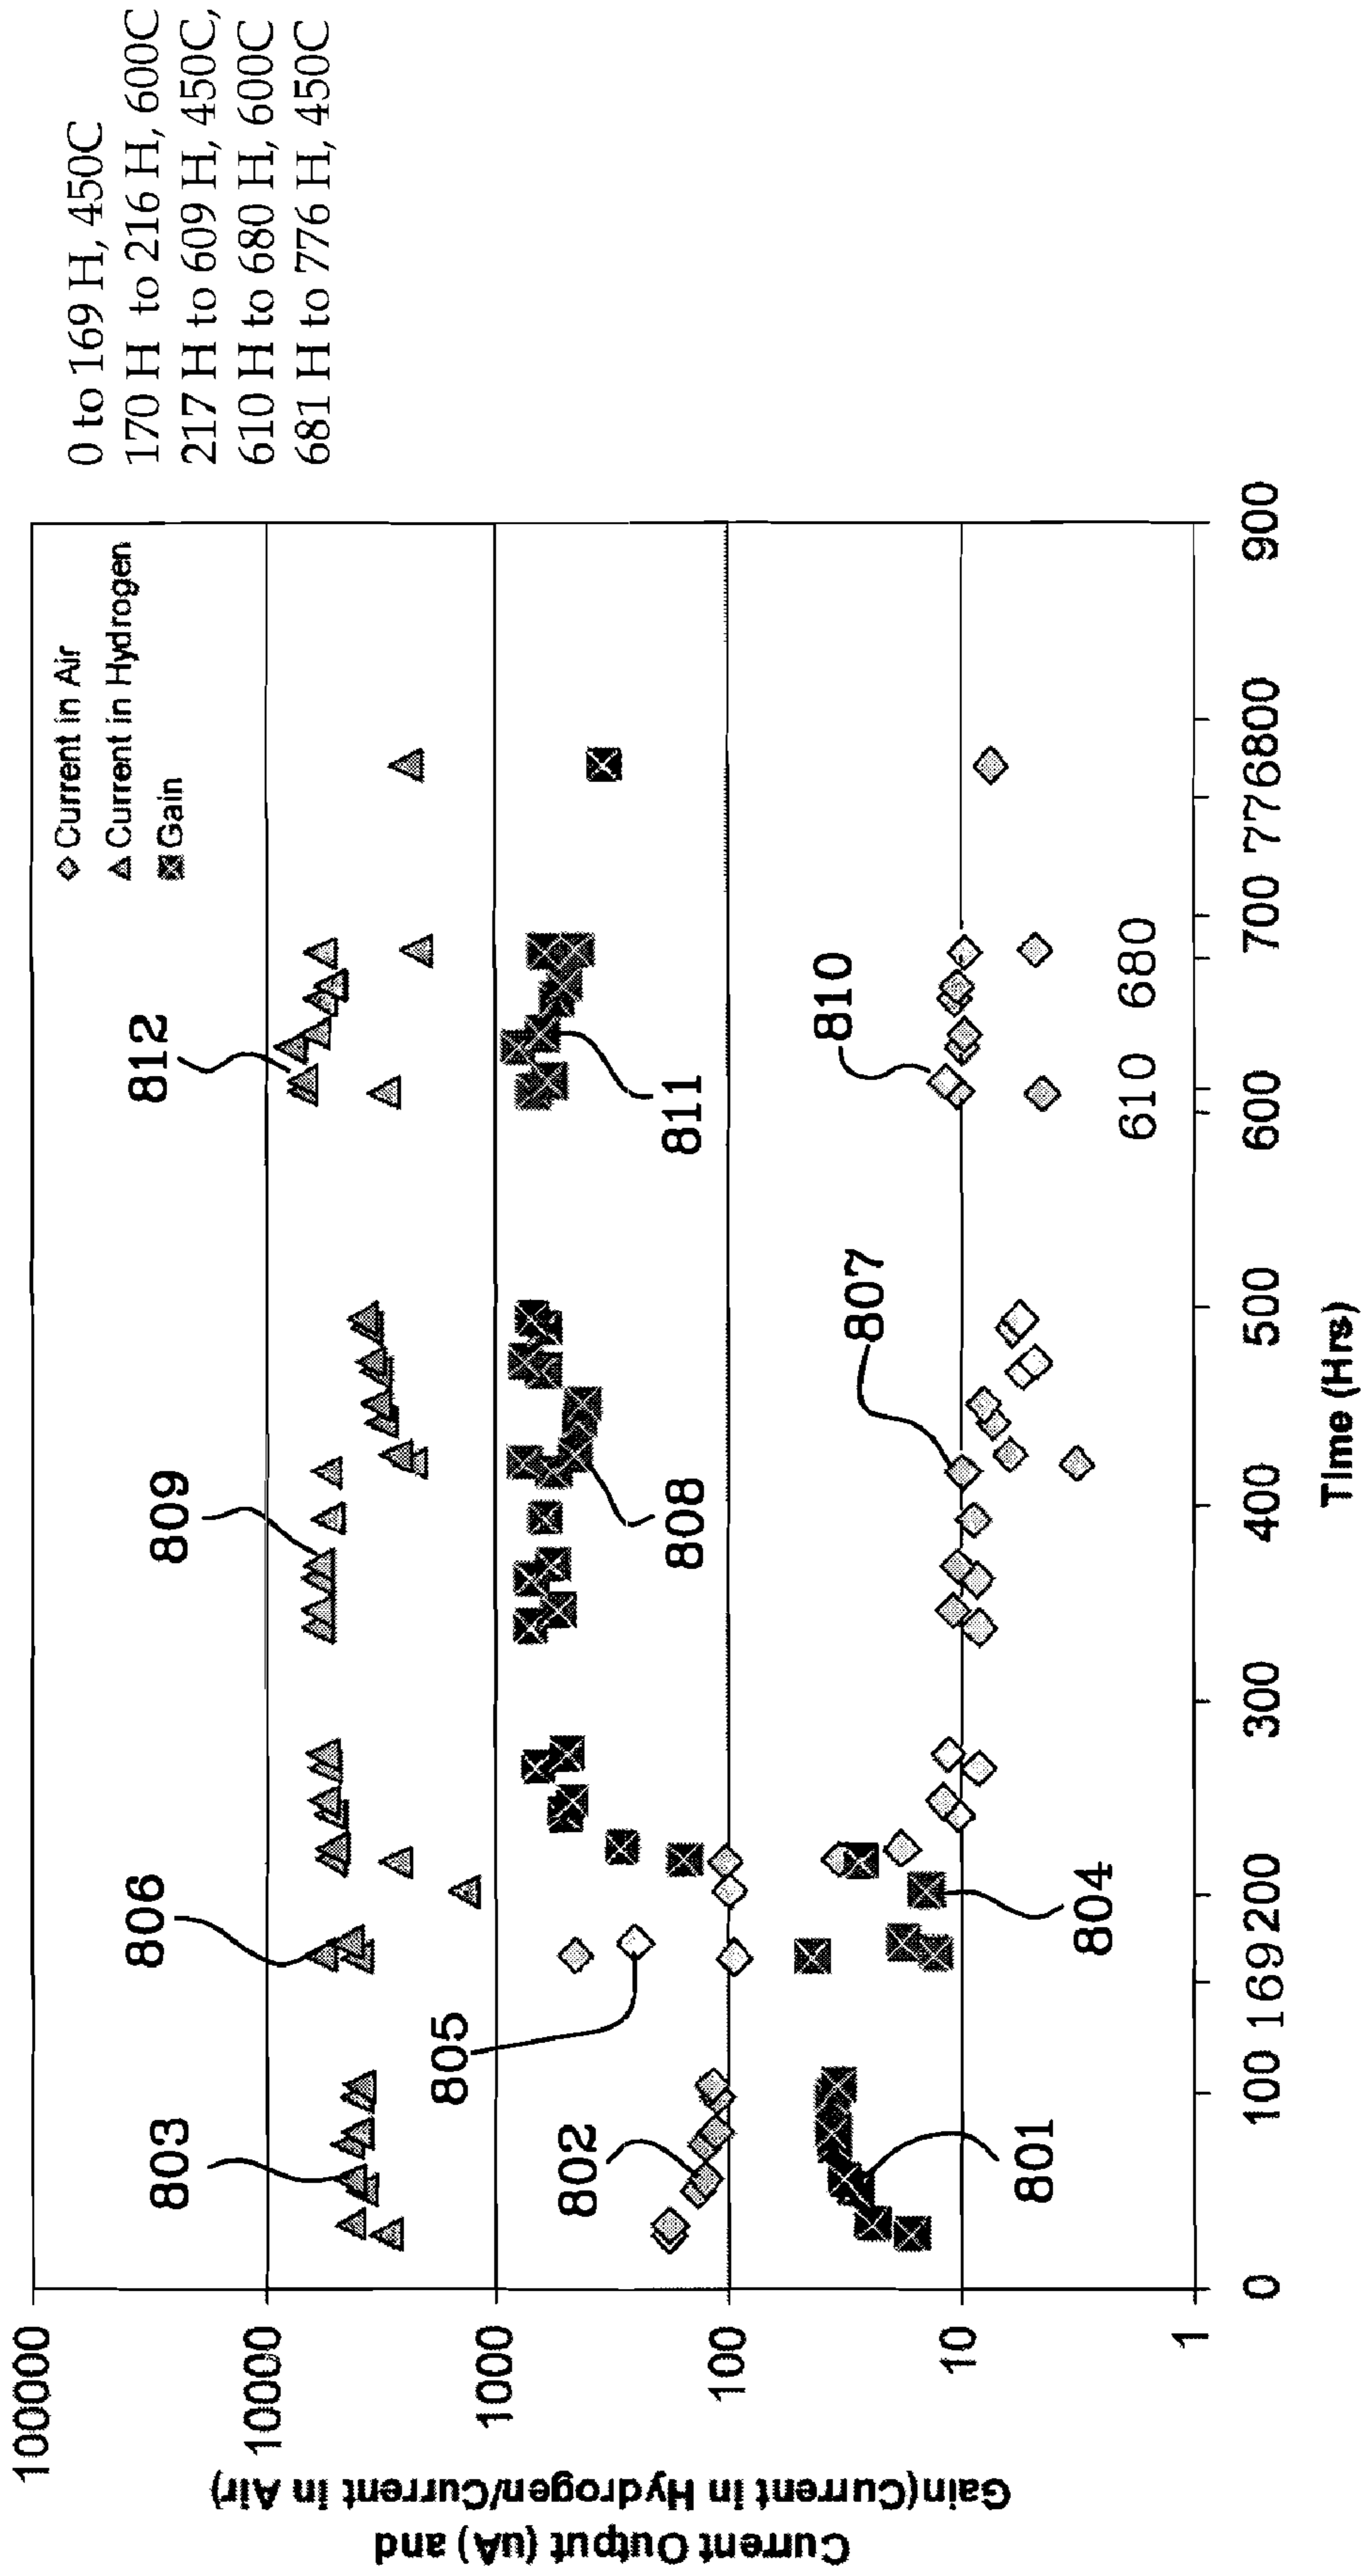 0 to 169 H, 450C
170 H to 216 H, 600C
217 H to 609 H, 450C,
610 H to 680 H, 600C
681 H to 776 H, 450C
Current in Air
Current in Hydrogen
Gain
100000
10000
1000
100
10
1
Current Output (uA) and
Gain(Current in Hydrogen/Current in Air)
803
806
809
812
802
805
808
811
801
804
807
810
610
680
0
100
169
200
300
400
500
600
700
776
800
900
Time (Hrs)